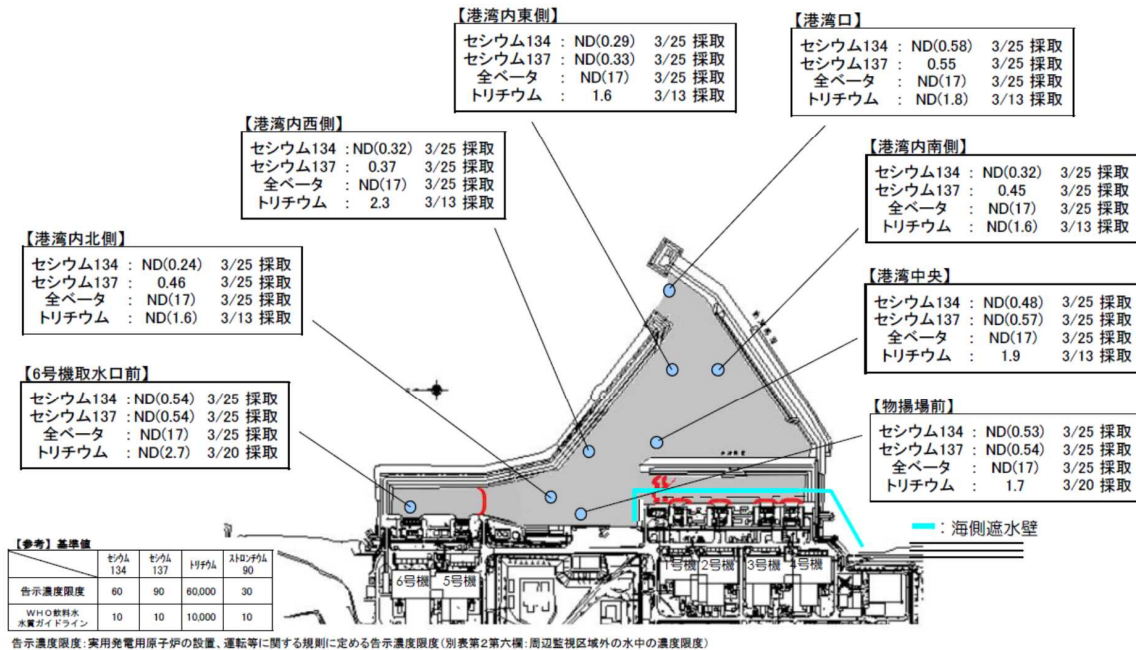 【港湾内東側】
セシウム134 : ND(0.29) 3/25 採取
セシウム137 : ND(0.33) 3/25 採取
全ベータ : ND(17) 3/25 採取
トリチウム : 1.6 3/13 採取
【港湾口】
セシウム134 : ND(0.58) 3/25 採取
セシウム137 : 0.55 3/25 採取
全ベータ : ND(17) 3/25 採取
トリチウム : ND(1.8) 3/13 採取
【港湾内西側】
セシウム134 : ND(0.32) 3/25 採取
セシウム137 : 0.37 3/25 採取
全ベータ : ND(17) 3/25 採取
トリチウム : 2.3 3/13 採取
【港湾内南側】
セシウム134 : ND(0.32) 3/25 採取
セシウム137 : 0.45 3/25 採取
全ベータ : ND(17) 3/25 採取
トリチウム : ND(1.6) 3/13 採取
【港湾内北側】
セシウム134 : ND(0.24) 3/25 採取
セシウム137 : 0.46 3/25 採取
全ベータ : ND(17) 3/25 採取
トリチウム : ND(1.6) 3/13 採取
【港湾中央】
セシウム134 : ND(0.48) 3/25 採取
セシウム137 : ND(0.57) 3/25 採取
全ベータ : ND(17) 3/25 採取
トリチウム : 1.9 3/13 採取
【6号機取水口前】
セシウム134 : ND(0.54) 3/25 採取
セシウム137 : ND(0.54) 3/25 採取
全ベータ : ND(17) 3/25 採取
トリチウム : ND(2.7) 3/20 採取
【物揚場前】
セシウム134 : ND(0.53) 3/25 採取
セシウム137 : ND(0.54) 3/25 採取
全ベータ : ND(17) 3/25 採取
トリチウム : 1.7 3/20 採取
: 海側遮水壁
6号機 5号機 1号機 2号機 3号機 4号機
【参考】基準値
セシウム134 セシウム137 トリチウム ストロンチウム90
告示濃度限度 60 90 60,000 30
WHO飲料水水質ガイドライン 10 10 10,000 10
告示濃度限度:実用発電用原子炉の設置、運転等に関する規則に定める告示濃度限度(別表第2第六欄:周辺監視区域外の水中の濃度限度)